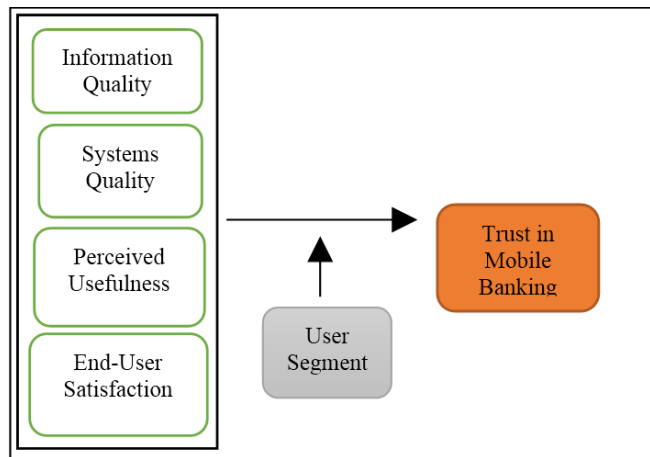 Information
Quality
Systems
Quality
Perceived
Usefulness
End-User
Satisfaction
User
Segment
Trust in
Mobile
Banking